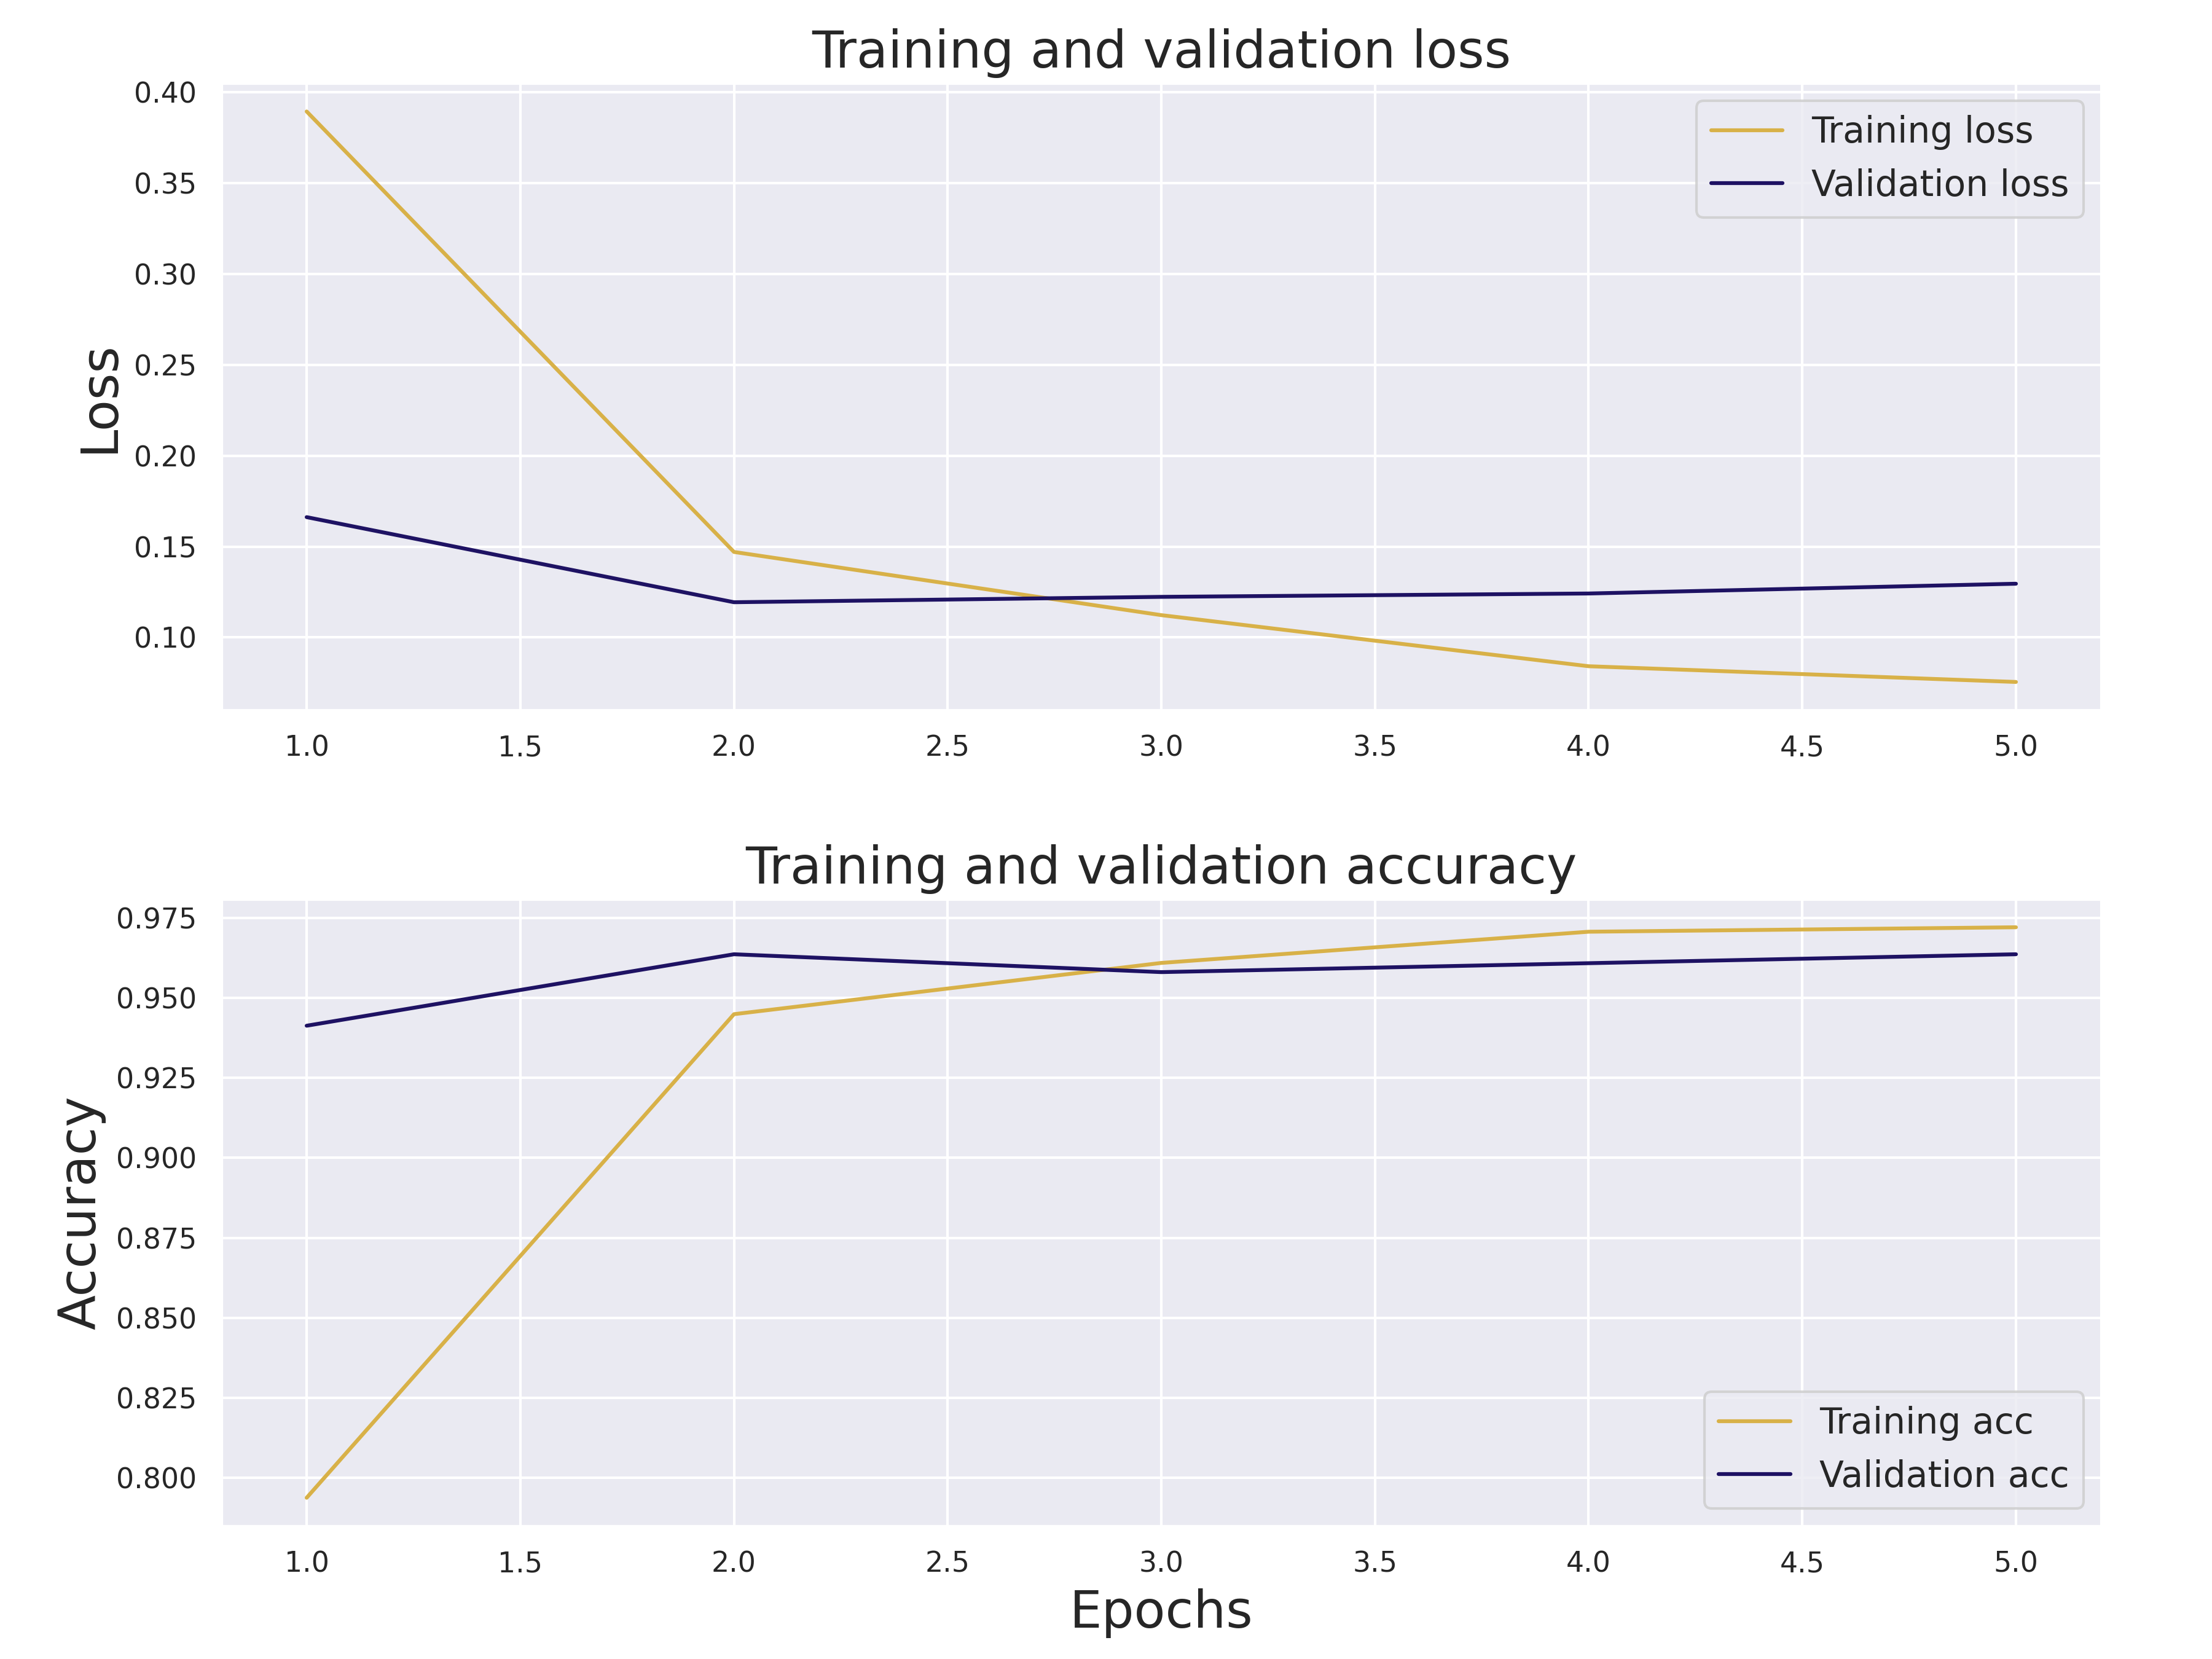 Training and validation loss
0.40
0.35
0.30
0.25
0.20
0.15
0.10
Loss
Training loss
Validation loss
1.0 1.5 2.0 2.5 3.0 3.5 4.0 4.5 5.0
Training and validation accuracy
0.975
0.950
0.925
0.900
0.875
0.850
0.825
0.800
Accuracy
Training acc
Validation acc
1.0 1.5 2.0 2.5 3.0 3.5 4.0 4.5 5.0
Epochs